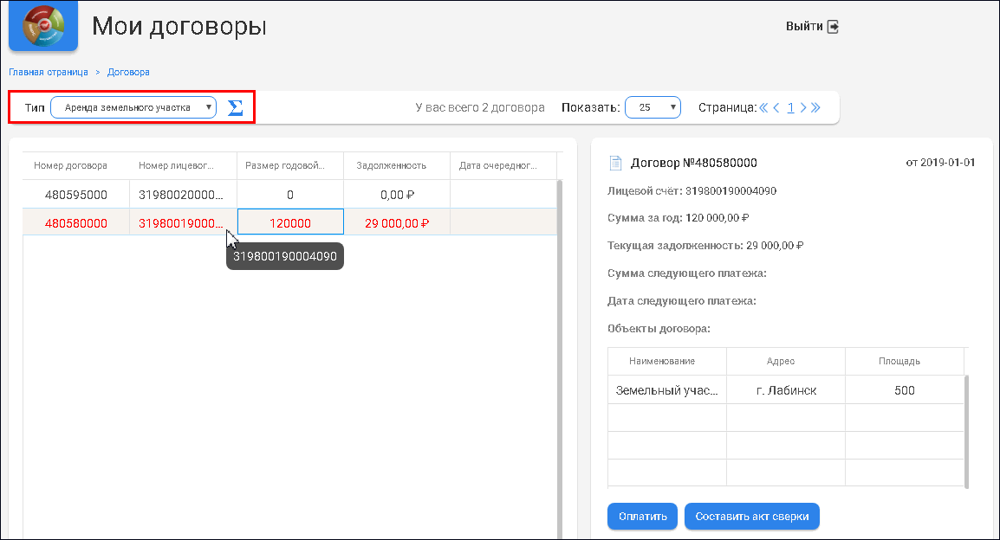 Мои договоры
Выйти
Главная страница > Договора
Тип Аренда земельного участка Σ У вас всего 2 договора Показать: 25 Страница: 1
Номер договора Номер лицевог... Размер годовой... Задолженность Дата очередног...
480595000 31980020000... 0 0,00 ₽
480580000 31980019000... 120000 29 000,00 ₽
319800190004090
Договор №480580000 от 2019-01-01
Лицевой счёт: 319800190004090
Сумма за год: 120 000,00 ₽
Текущая задолженность: 29 000,00 ₽
Сумма следующего платежа:
Дата следующего платежа:
Объекты договора:
Наименование Адрес Площадь
Земельный учас... г. Лабинск 500
Оплатить Составить акт сверки